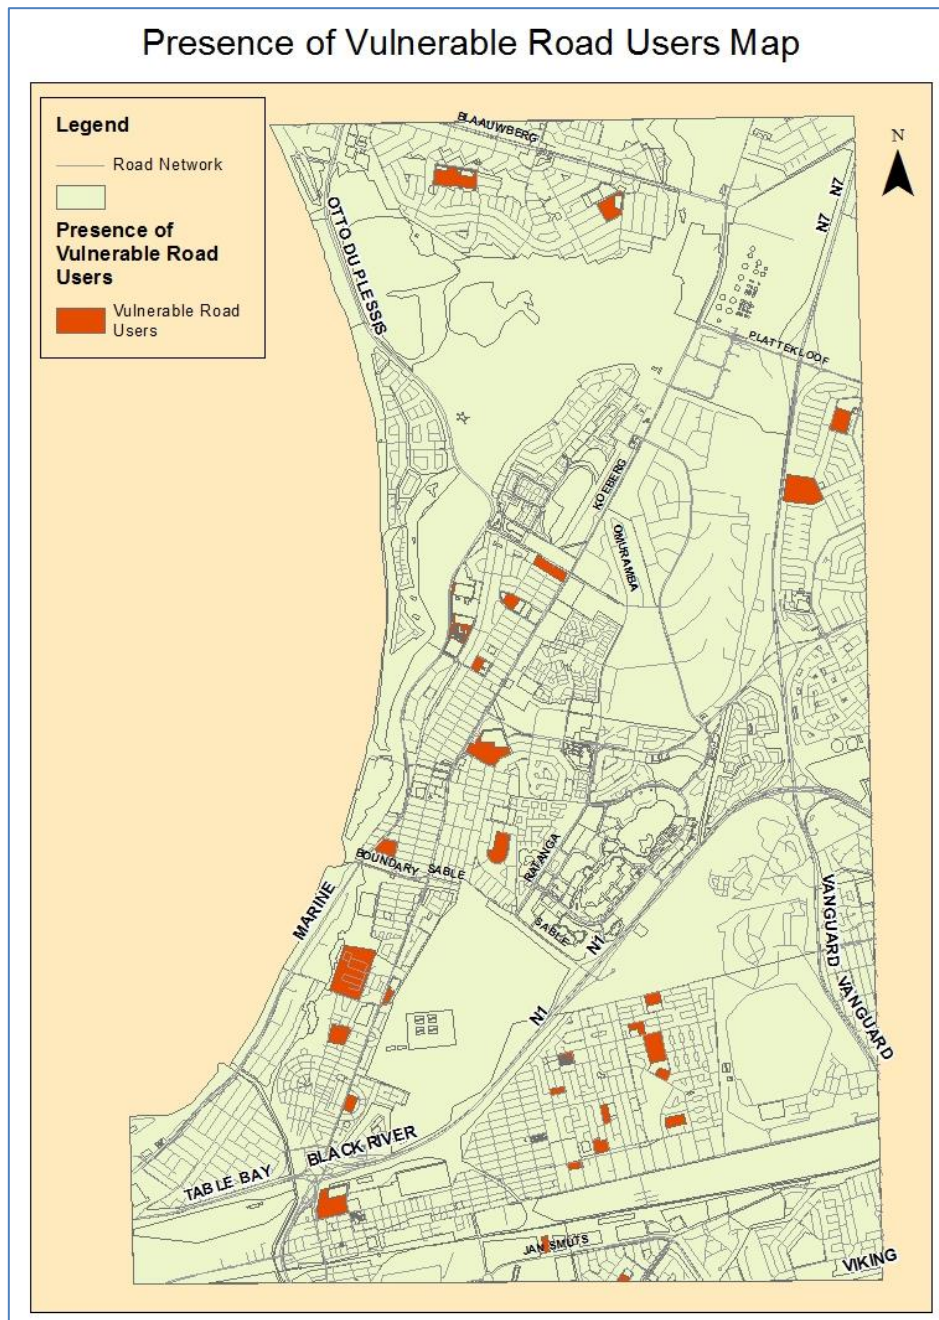 Presence of Vulnerable Road Users Map
Legend
Road Network
Presence of
Vulnerable Road
Users
Vulnerable Road
Users
N
BLAAUWBERG
N7
N7
OTTO DU PLESSIS
PLATTEKLOOF
KOEBERG
OMURAMBA
RATANGA
BOUNDARY
SABLE
MARINE
SABLE
N1
VANGUARD
VANGUARD
N1
BLACK RIVER
TABLE BAY
JAN SMUTS
VIKING